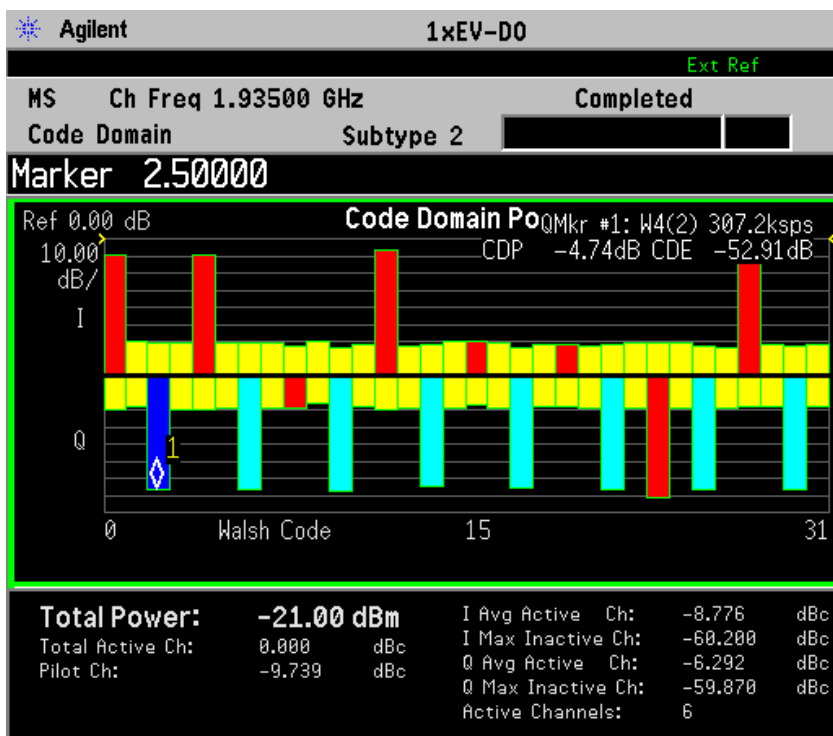 Agilent 1xEV-DO
Ext Ref
MS Ch Freq 1.93500 GHz Completed
Code Domain Subtype 2
Marker 2.50000
Ref 0.00 dB Code Domain Po QMkr #1: W4(2) 307.2ksps
10.00 CDP -4.74dB CDE -52.91dB
dB/
I
Q
1
0 Walsh Code 15 31
Total Power: -21.00 dBm
Total Active Ch: 0.000 dBc
Pilot Ch: -9.739 dBc
I Avg Active Ch: -8.776 dBc
I Max Inactive Ch: -60.200 dBc
Q Avg Active Ch: -6.292 dBc
Q Max Inactive Ch: -59.870 dBc
Active Channels: 6